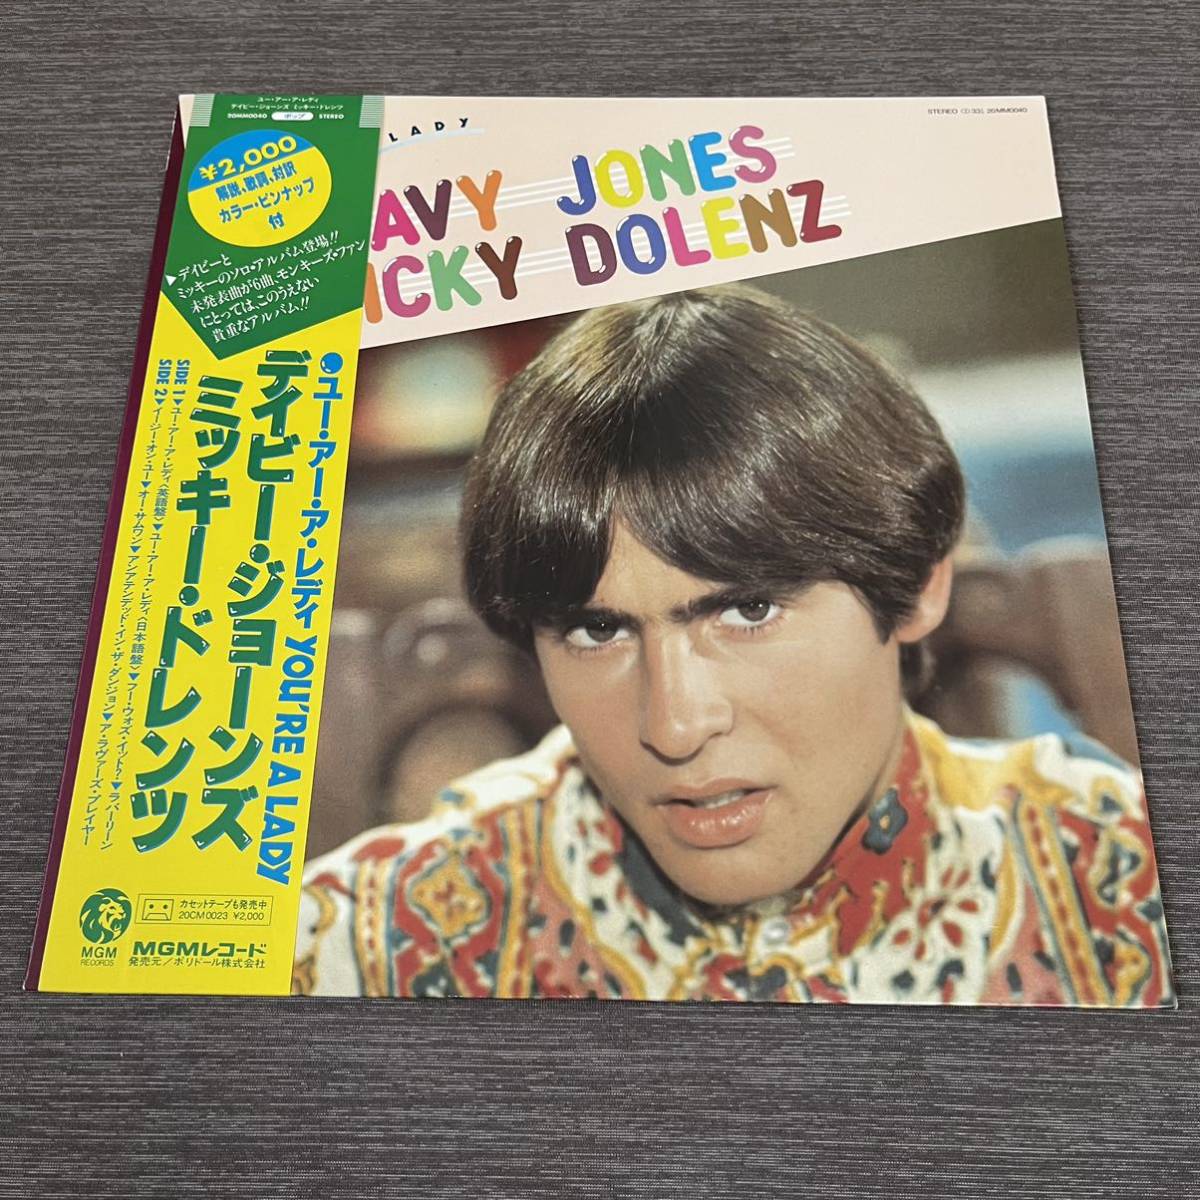 ユー・アー・ア・レディ
デイビー・ジョーンズ ミッキー・ドレンツ
20MM0040 ポップ STEREO
¥2,000
解説、歌詞、対訳
カラー・ピンナップ
付
▶デイビーと
ミッキーのソロ・アルバム登場!!
未発表曲が6曲、モンキーズ・ファン
にとっては、このうえない
貴重なアルバム!!
●ユー・アー・ア・レディ YOU'RE A LADY
デイビー・ジョーンズ
ミッキー・ドレンツ
SIDE 1▼ユー・アー・ア・レディ〈英語盤〉▼ユー・アー・ア・レディ〈日本語盤〉▼フー・ウォズ・イット?▼ラバーリーン
SIDE 2▼イージー・オン・ユー▼オー・サムワン▼アンアテンデッド・イン・ザ・ダンジョン▼ア・ラヴァーズ・プレイヤー
MGM
RECORDS
カセットテープも発売中
20CM0023 ¥2,000
MGMレコード
発売元/ポリドール株式会社
LADY
STEREO 33⅓ 20MM0040
AVY JONES
ICKY DOLENZ